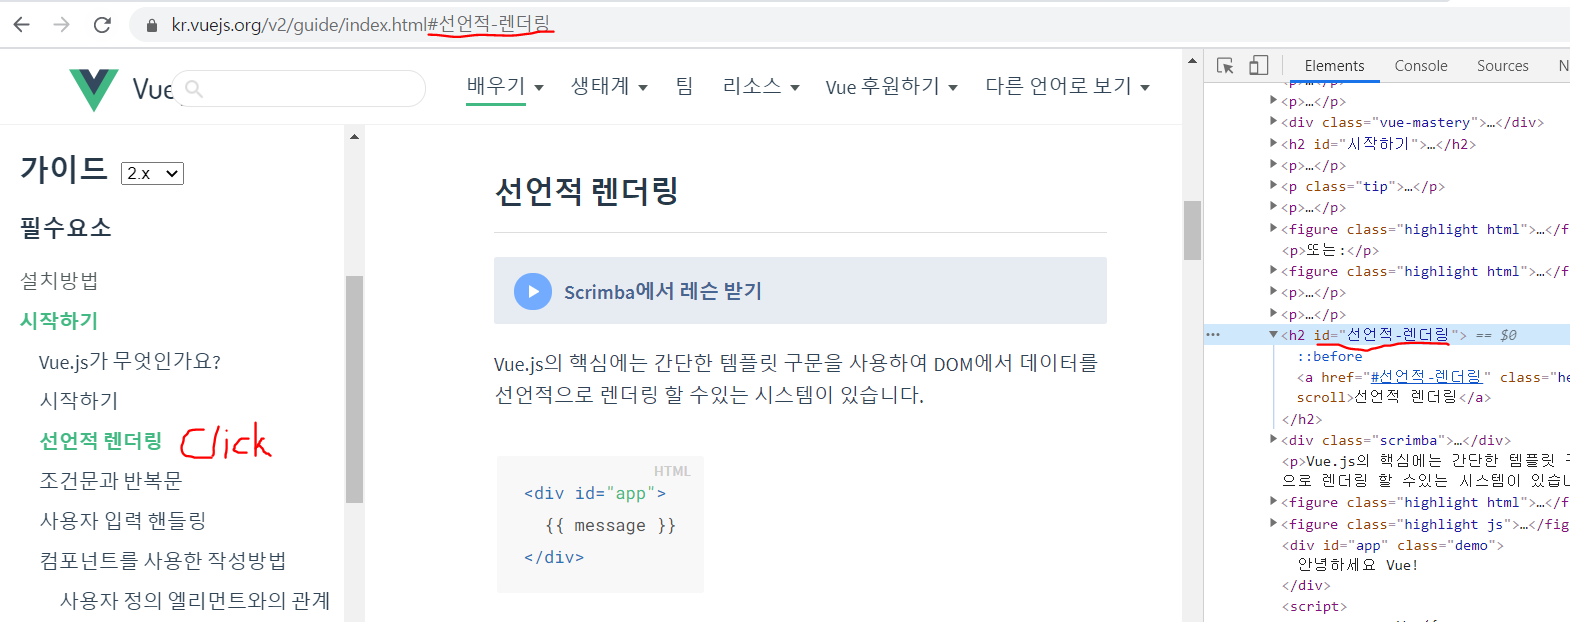 kr.vuejs.org/v2/guide/index.html#선언적-렌더링
Vue
배우기 생태계 팀 리소스 Vue 후원하기 다른 언어로 보기
가이드 2.x
필수요소
설치방법
시작하기
Vue.js가 무엇인가요?
시작하기
선언적 렌더링 Click
조건문과 반복문
사용자 입력 핸들링
컴포넌트를 사용한 작성방법
사용자 정의 엘리먼트와의 관계
선언적 렌더링
Scrimba에서 레슨 받기
Vue.js의 핵심에는 간단한 템플릿 구문을 사용하여 DOM에서 데이터를
선언적으로 렌더링 할 수있는 시스템이 있습니다.
HTML
<div id="app">
{{ message }}
</div>
Elements Console Sources N
<p>…</p>
<div class="vue-mastery">…</div>
<h2 id="시작하기">…</h2>
<p>…</p>
<p class="tip">…</p>
<p>…</p>
<figure class="highlight html">…</f
<p>또는:</p>
<figure class="highlight html">…</f
<p>…</p>
<p>…</p>
<h2 id="선언적-렌더링"> == $0
::before
<a href="#선언적-렌더링" class="he
scroll>선언적 렌더링</a>
</h2>
<div class="scrimba">…</div>
<p>Vue.js의 핵심에는 간단한 템플릿 구
으로 렌더링 할 수있는 시스템이 있습니
<figure class="highlight html">…</f
<figure class="highlight js">…</fig
<div id="app" class="demo">
안녕하세요 Vue!
</div>
<script>